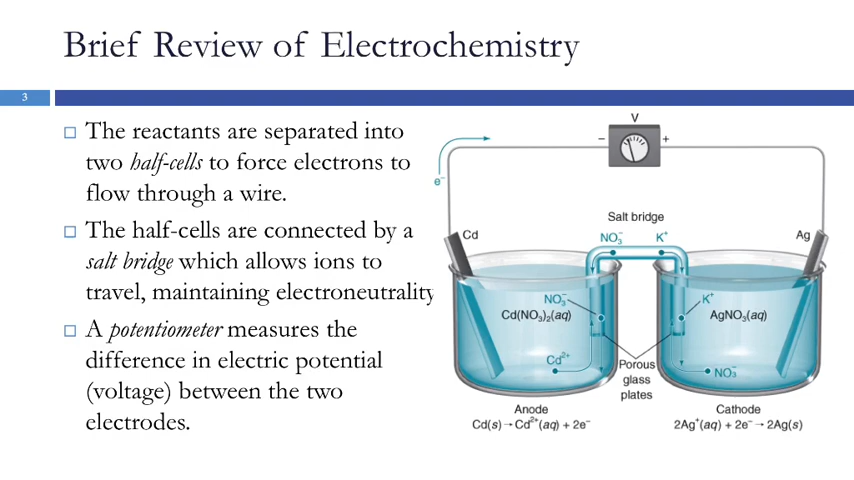 Brief Review of Electrochemistry
3
□ The reactants are separated into
two half-cells to force electrons to
flow through a wire.
□ The half-cells are connected by a
salt bridge which allows ions to
travel, maintaining electroneutrality
□ A potentiometer measures the
difference in electric potential
(voltage) between the two
electrodes.
V
− +
e⁻
Salt bridge
Cd
NO₃⁻ K⁺
Ag
NO₃⁻
Cd(NO₃)₂(aq)
K⁺
AgNO₃(aq)
Cd²⁺
Porous
glass
plates
NO₃⁻
Anode
Cd(s) → Cd²⁺(aq) + 2e⁻
Cathode
2Ag⁺(aq) + 2e⁻ → 2Ag(s)